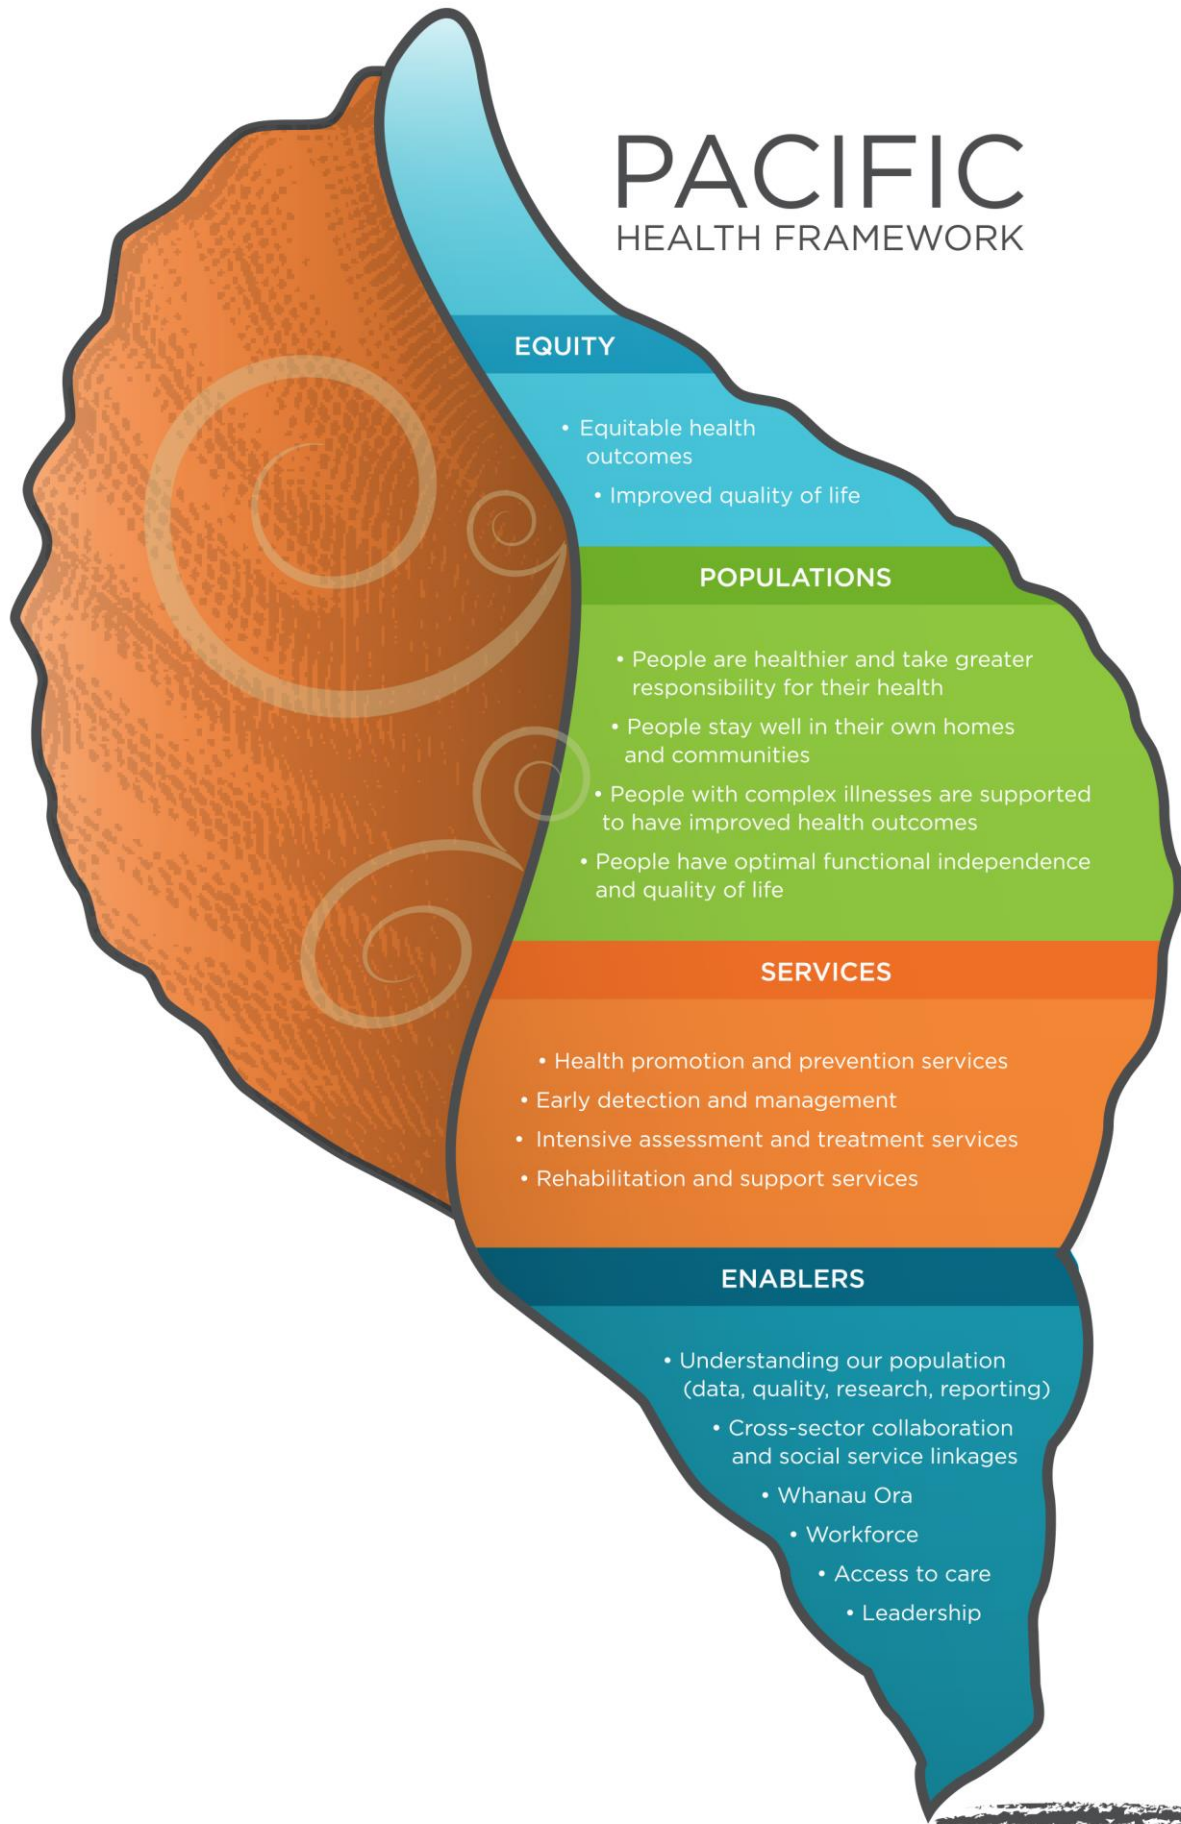 PACIFIC
HEALTH FRAMEWORK
EQUITY
• Equitable health
outcomes
• Improved quality of life
POPULATIONS
• People are healthier and take greater
responsibility for their health
• People stay well in their own homes
and communities
• People with complex illnesses are supported
to have improved health outcomes
• People have optimal functional independence
and quality of life
SERVICES
• Health promotion and prevention services
• Early detection and management
• Intensive assessment and treatment services
• Rehabilitation and support services
ENABLERS
• Understanding our population
(data, quality, research, reporting)
• Cross-sector collaboration
and social service linkages
• Whanau Ora
• Workforce
• Access to care
• Leadership